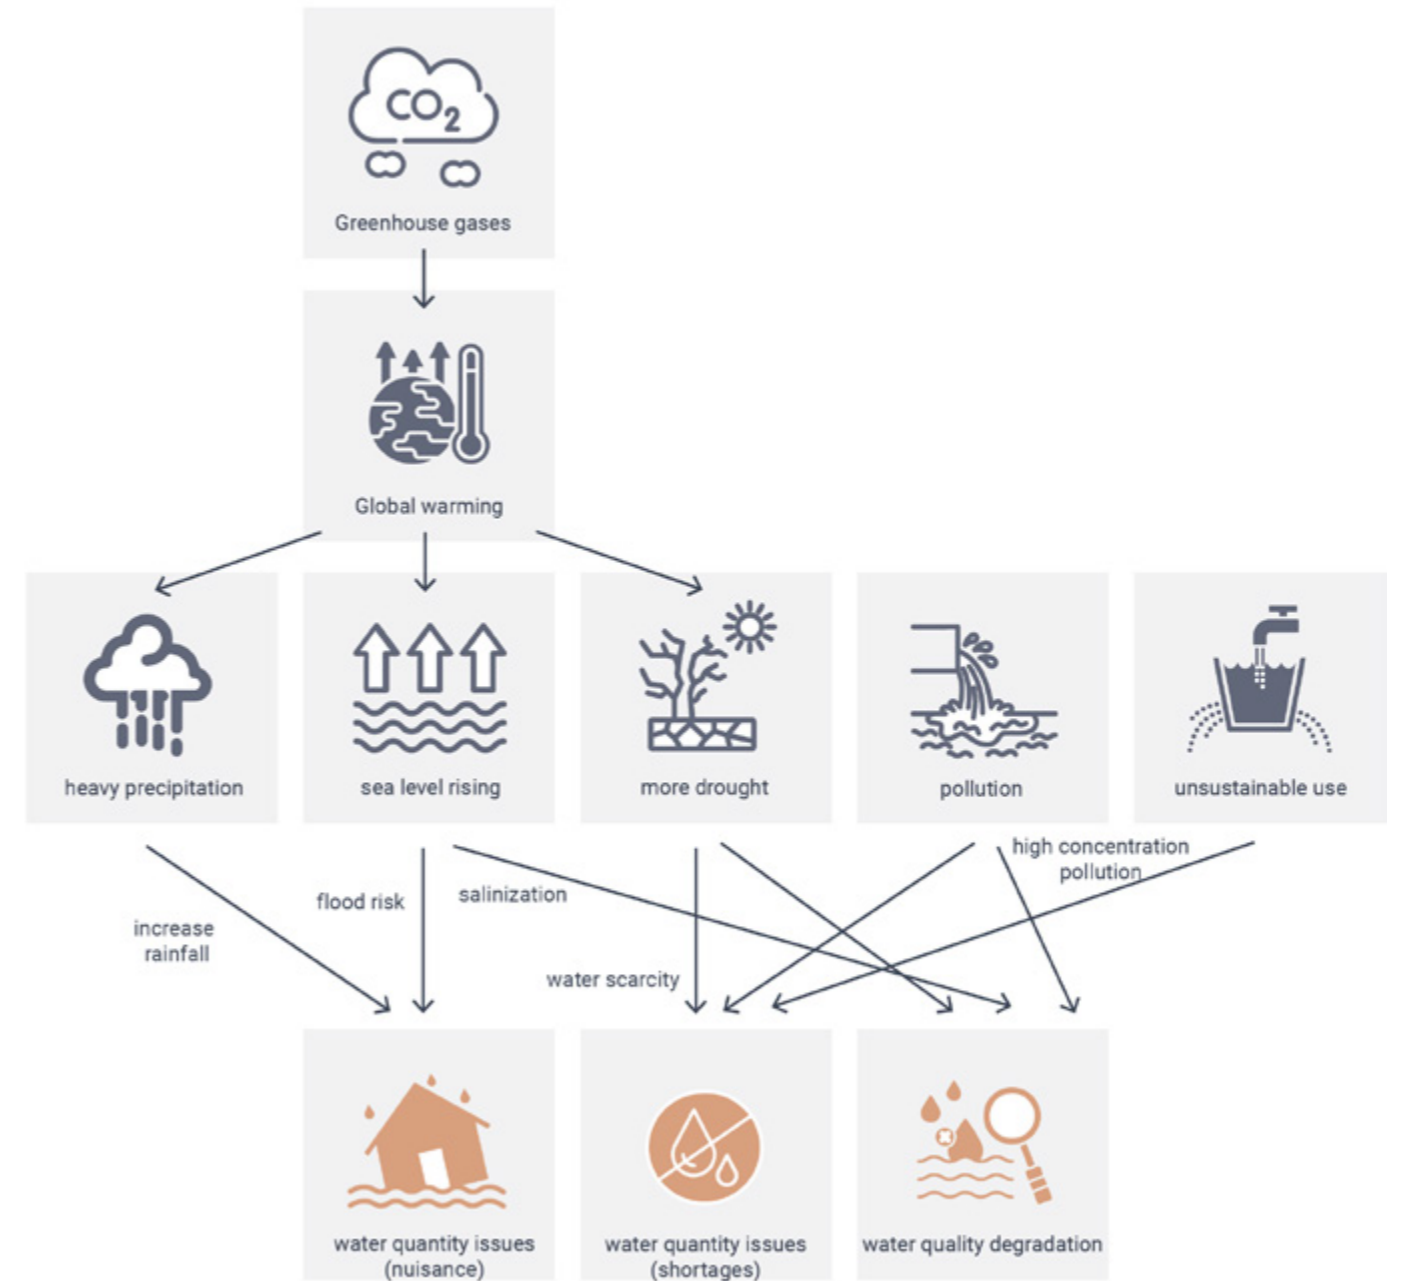 CO2
Greenhouse gases
Global warming
heavy precipitation
sea level rising
more drought
pollution
unsustainable use
high concentration
pollution
flood risk
salinization
increase
rainfall
water scarcity
water quantity issues
(nuisance)
water quantity issues
(shortages)
water quality degradation